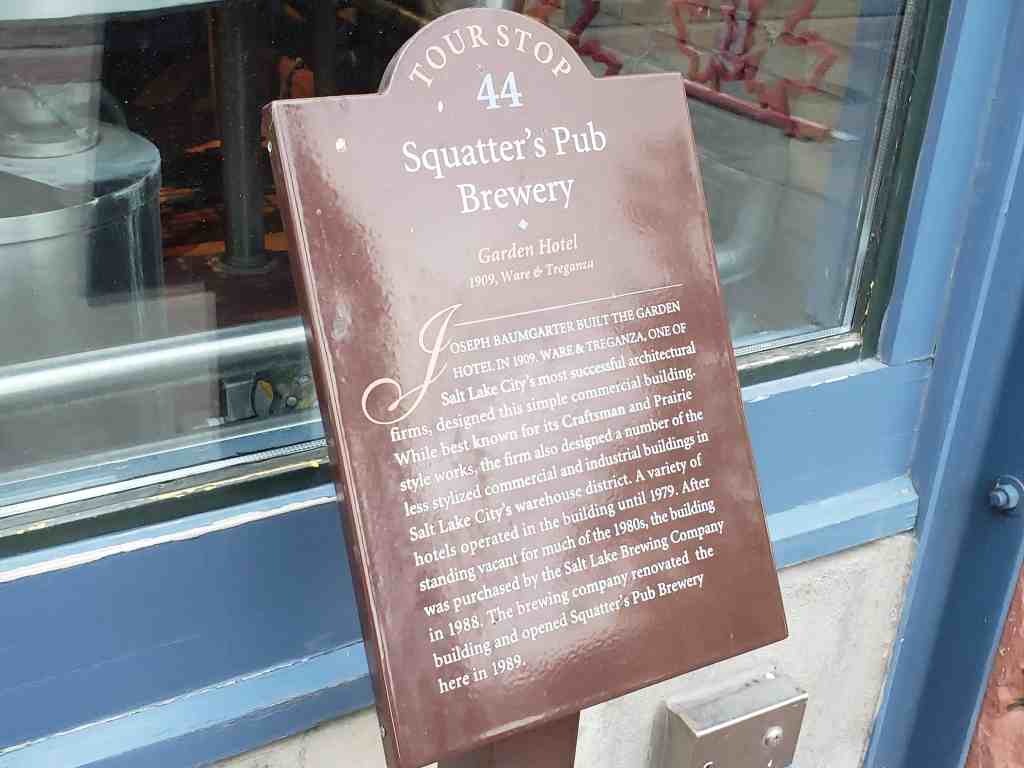 TOUR STOP
44
Squatter's Pub
Brewery
Garden Hotel
1909, Ware & Treganza
JOSEPH BAUMGARTER BUILT THE GARDEN
HOTEL IN 1909. WARE & TREGANZA, ONE OF
SALT LAKE CITY'S most successful architectural
firms, designed this simple commercial building.
While best known for its Craftsman and Prairie
style works, the firm also designed a number of the
less stylized commercial and industrial buildings in
Salt Lake City's warehouse district. A variety of
hotels operated in the building until 1979. After
standing vacant for much of the 1980s, the building
was purchased by the Salt Lake Brewing Company
in 1988. The brewing company renovated the
building and opened Squatter's Pub Brewery
here in 1989.